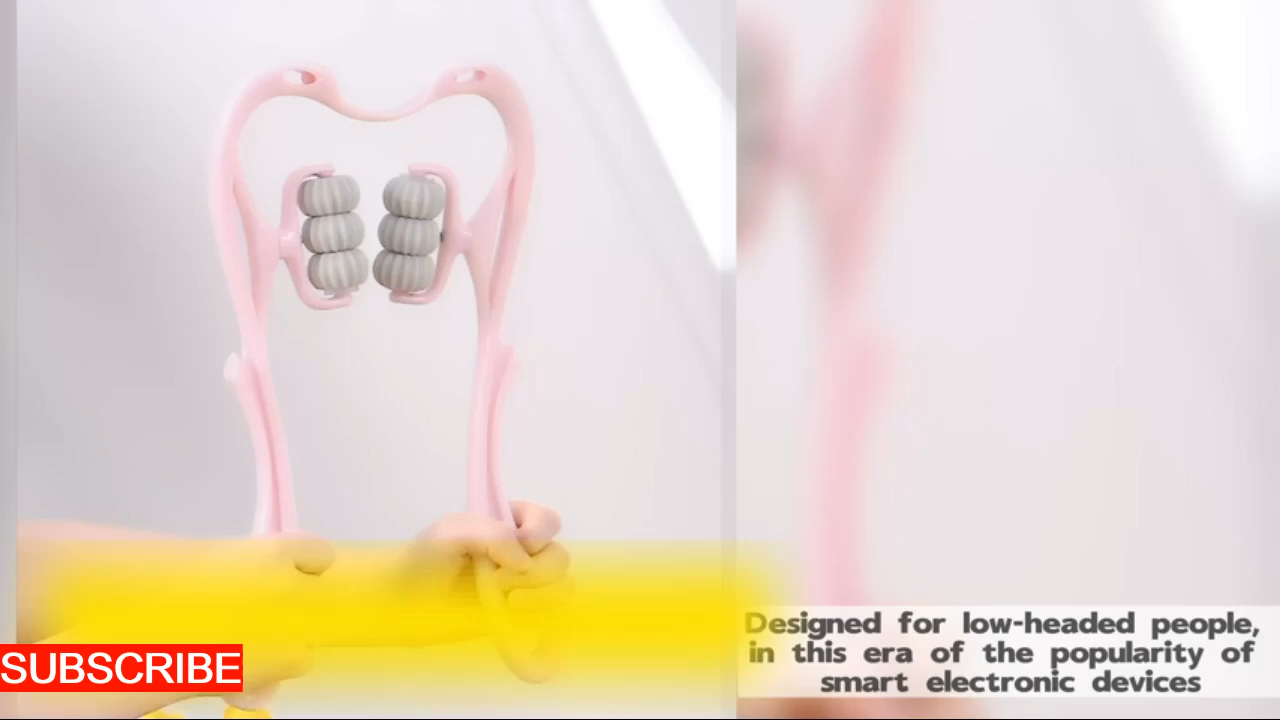 Designed for low-headed people,
in this era of the popularity of
smart electronic devices
SUBSCRIBE